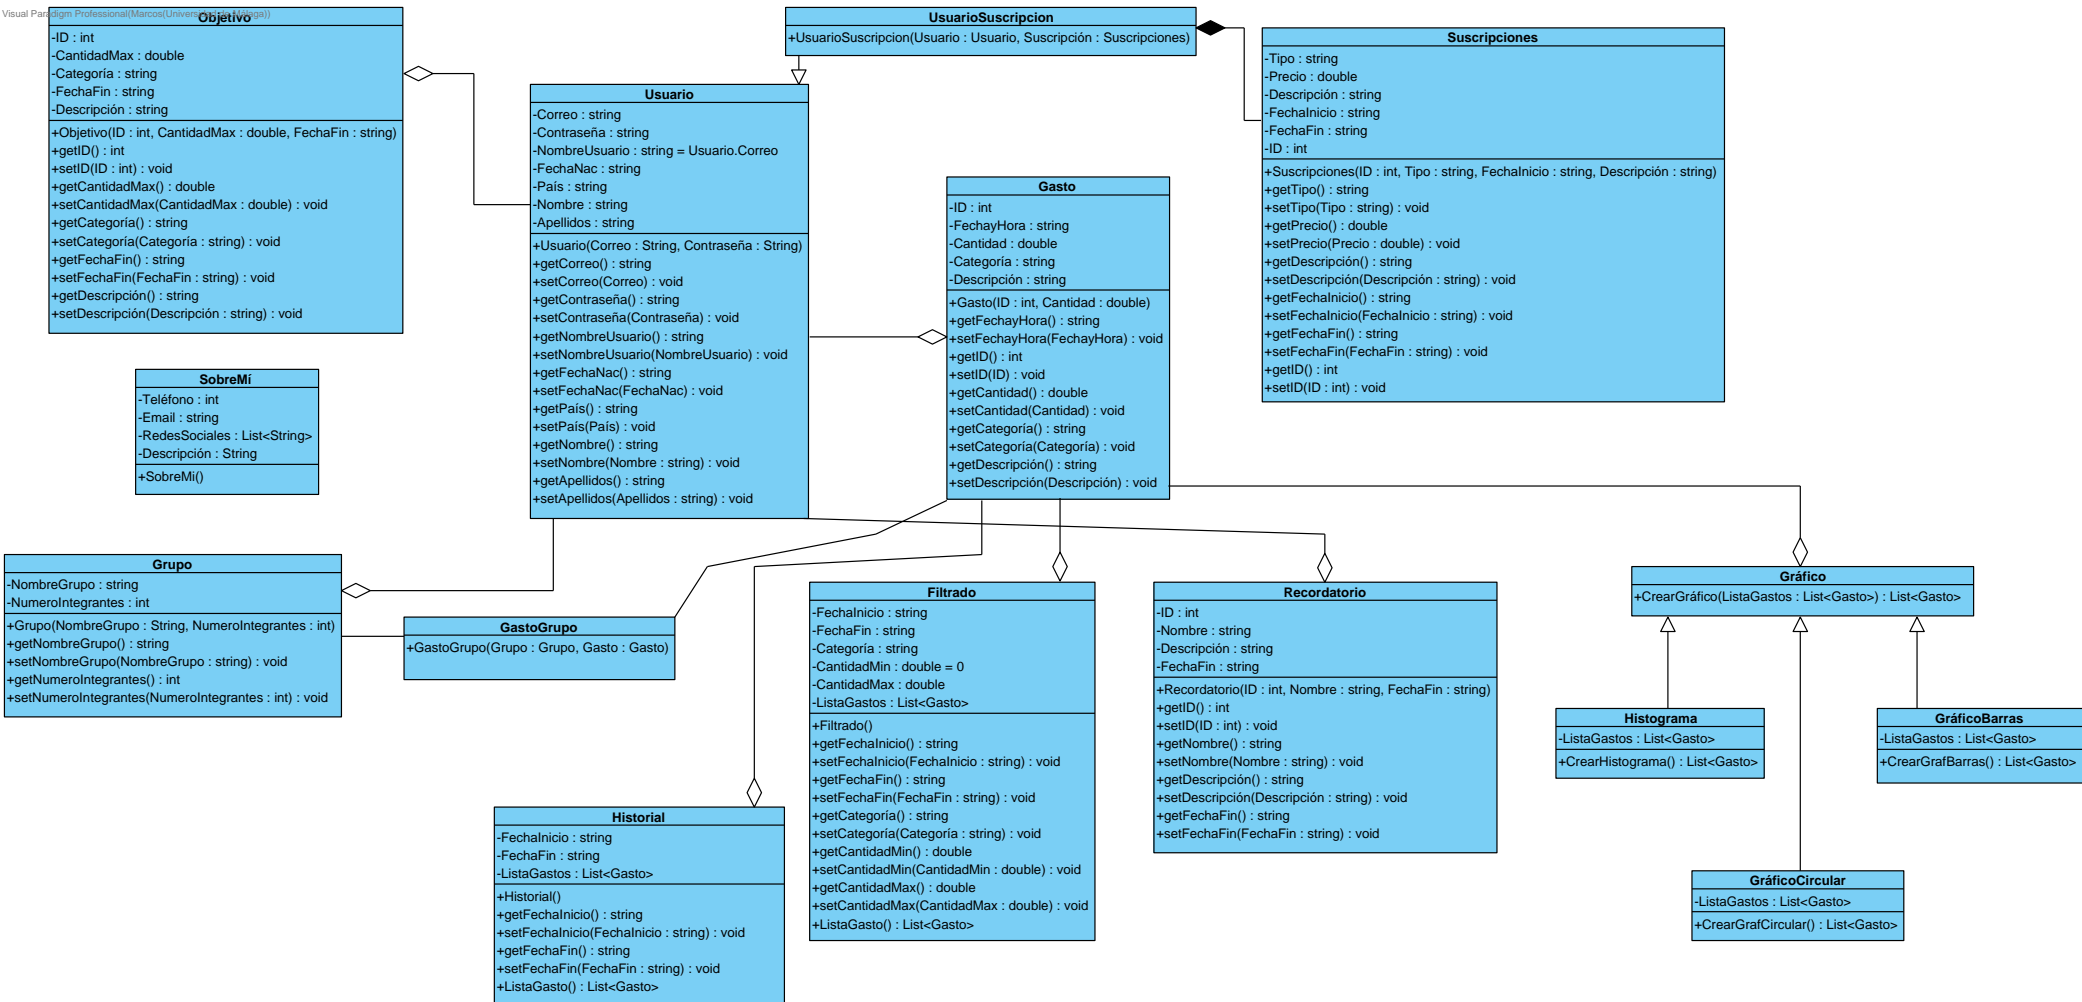 Visual Paradigm Professional(Marcos(Universidad de Málaga))
Objetivo
-ID : int
-CantidadMax : double
-Categoría : string
-FechaFin : string
-Descripción : string
+Objetivo(ID : int, CantidadMax : double, FechaFin : string)
+getID() : int
+setID(ID : int) : void
+getCantidadMax() : double
+setCantidadMax(CantidadMax : double) : void
+getCategoría() : string
+setCategoría(Categoría : string) : void
+getFechaFin() : string
+setFechaFin(FechaFin : string) : void
+getDescripción() : string
+setDescripción(Descripción : string) : void
UsuarioSuscripcion
+UsuarioSuscripcion(Usuario : Usuario, Suscripción : Suscripciones)
Suscripciones
-Tipo : string
-Precio : double
-Descripción : string
-FechaInicio : string
-FechaFin : string
-ID : int
+Suscripciones(ID : int, Tipo : string, FechaInicio : string, Descripción : string)
+getTipo() : string
+setTipo(Tipo : string) : void
+getPrecio() : double
+setPrecio(Precio : double) : void
+getDescripción() : string
+setDescripción(Descripción : string) : void
+getFechaInicio() : string
+setFechaInicio(FechaInicio : string) : void
+getFechaFin() : string
+setFechaFin(FechaFin : string) : void
+getID() : int
+setID(ID : int) : void
Usuario
-Correo : string
-Contraseña : string
-NombreUsuario : string = Usuario.Correo
-FechaNac : string
-País : string
-Nombre : string
-Apellidos : string
+Usuario(Correo : String, Contraseña : String)
+getCorreo() : string
+setCorreo(Correo) : void
+getContraseña() : string
+setContraseña(Contraseña) : void
+getNombreUsuario() : string
+setNombreUsuario(NombreUsuario) : void
+getFechaNac() : string
+setFechaNac(FechaNac) : void
+getPaís() : string
+setPaís(País) : void
+getNombre() : string
+setNombre(Nombre : string) : void
+getApellidos() : string
+setApellidos(Apellidos : string) : void
Gasto
-ID : int
-FechayHora : string
-Cantidad : double
-Categoría : string
-Descripción : string
+Gasto(ID : int, Cantidad : double)
+getFechayHora() : string
+setFechayHora(FechayHora) : void
+getID() : int
+setID(ID) : void
+getCantidad() : double
+setCantidad(Cantidad) : void
+getCategoría() : string
+setCategoría(Categoría) : void
+getDescripción() : string
+setDescripción(Descripción) : void
SobreMí
-Teléfono : int
-Email : string
-RedesSociales : List<String>
-Descripción : String
+SobreMi()
Grupo
-NombreGrupo : string
-NumeroIntegrantes : int
+Grupo(NombreGrupo : String, NumeroIntegrantes : int)
+getNombreGrupo() : string
+setNombreGrupo(NombreGrupo : string) : void
+getNumeroIntegrantes() : int
+setNumeroIntegrantes(NumeroIntegrantes : int) : void
GastoGrupo
+GastoGrupo(Grupo : Grupo, Gasto : Gasto)
Historial
-FechaInicio : string
-FechaFin : string
-ListaGastos : List<Gasto>
+Historial()
+getFechaInicio() : string
+setFechaInicio(FechaInicio : string) : void
+getFechaFin() : string
+setFechaFin(FechaFin : string) : void
+ListaGasto() : List<Gasto>
Filtrado
-FechaInicio : string
-FechaFin : string
-Categoría : string
-CantidadMin : double = 0
-CantidadMax : double
-ListaGastos : List<Gasto>
+Filtrado()
+getFechaInicio() : string
+setFechaInicio(FechaInicio : string) : void
+getFechaFin() : string
+setFechaFin(FechaFin : string) : void
+getCategoría() : string
+setCategoría(Categoría : string) : void
+getCantidadMin() : double
+setCantidadMin(CantidadMin : double) : void
+getCantidadMax() : double
+setCantidadMax(CantidadMax : double) : void
+ListaGasto() : List<Gasto>
Recordatorio
-ID : int
-Nombre : string
-Descripción : string
-FechaFin : string
+Recordatorio(ID : int, Nombre : string, FechaFin : string)
+getID() : int
+setID(ID : int) : void
+getNombre() : string
+setNombre(Nombre : string) : void
+getDescripción() : string
+setDescripción(Descripción : string) : void
+getFechaFin() : string
+setFechaFin(FechaFin : string) : void
Gráfico
+CrearGráfico(ListaGastos : List<Gasto>) : List<Gasto>
Histograma
-ListaGastos : List<Gasto>
+CrearHistograma() : List<Gasto>
GráficoBarras
-ListaGastos : List<Gasto>
+CrearGrafBarras() : List<Gasto>
GráficoCircular
-ListaGastos : List<Gasto>
+CrearGrafCircular() : List<Gasto>